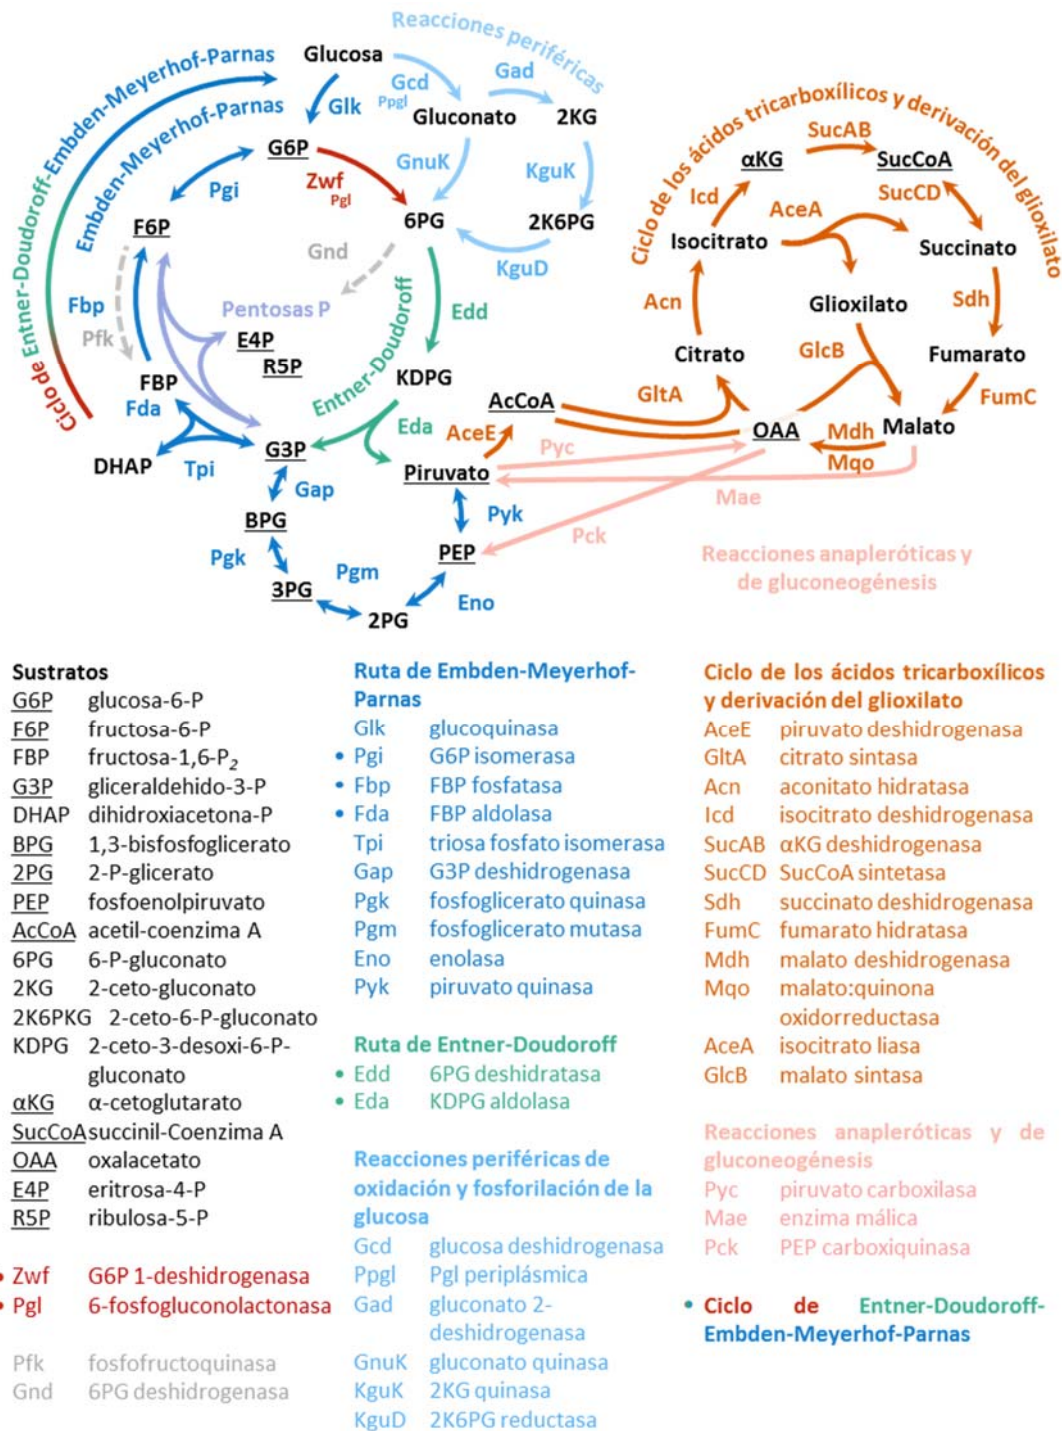 Reacciones periféricas
Ciclo de Entner-Doudoroff-Embden-Meyerhof-Parnas
Embden-Meyerhof-Parnas
Glucosa
Gcd
Ppgl
Gad
Glk
Gluconato
2KG
G6P
Zwf
Pgl
GnuK
KguK
Pgi
6PG
2K6PG
KguD
F6P
Gnd
Fbp
Pfk
Pentosas P
E4P
R5P
Edd
Entner-Doudoroff
KDPG
FBP
Fda
DHAP
Tpi
G3P
Eda
Gap
Piruvato
BPG
Pgk
3PG
Pgm
2PG
Eno
PEP
Pyk
AceE
AcCoA
Pyc
Pck
Mae
Reacciones anapleróticas y
de gluconeogénesis
Ciclo de los ácidos tricarboxílicos y derivación del glioxilato
αKG
SucAB
SucCoA
SucCD
Icd
AceA
Isocitrato
Succinato
Acn
Glioxilato
Sdh
Citrato
GlcB
Fumarato
GltA
FumC
OAA
Mdh
Mqo
Malato
Sustratos
G6P glucosa-6-P
F6P fructosa-6-P
FBP fructosa-1,6-P2
G3P gliceraldehido-3-P
DHAP dihidroxiacetona-P
BPG 1,3-bisfosfoglicerato
2PG 2-P-glicerato
PEP fosfoenolpiruvato
AcCoA acetil-coenzima A
6PG 6-P-gluconato
2KG 2-ceto-gluconato
2K6PKG 2-ceto-6-P-gluconato
KDPG 2-ceto-3-desoxi-6-P-
gluconato
αKG α-cetoglutarato
SucCoA succinil-Coenzima A
OAA oxalacetato
E4P eritrosa-4-P
R5P ribulosa-5-P
• Zwf G6P 1-deshidrogenasa
• Pgl 6-fosfogluconolactonasa
Pfk fosfofructoquinasa
Gnd 6PG deshidrogenasa
Ruta de Embden-Meyerhof-
Parnas
Glk glucoquinasa
• Pgi G6P isomerasa
• Fbp FBP fosfatasa
• Fda FBP aldolasa
Tpi triosa fosfato isomerasa
Gap G3P deshidrogenasa
Pgk fosfoglicerato quinasa
Pgm fosfoglicerato mutasa
Eno enolasa
Pyk piruvato quinasa
Ruta de Entner-Doudoroff
• Edd 6PG deshidratasa
• Eda KDPG aldolasa
Reacciones periféricas de
oxidación y fosforilación de la
glucosa
Gcd glucosa deshidrogenasa
Ppgl Pgl periplásmica
Gad gluconato 2-
deshidrogenasa
GnuK gluconato quinasa
KguK 2KG quinasa
KguD 2K6PG reductasa
Ciclo de los ácidos tricarboxílicos
y derivación del glioxilato
AceE piruvato deshidrogenasa
GltA citrato sintasa
Acn aconitato hidratasa
Icd isocitrato deshidrogenasa
SucAB αKG deshidrogenasa
SucCD SucCoA sintetasa
Sdh succinato deshidrogenasa
FumC fumarato hidratasa
Mdh malato deshidrogenasa
Mqo malato:quinona
oxidorreductasa
AceA isocitrato liasa
GlcB malato sintasa
Reacciones anapleróticas y de
gluconeogénesis
Pyc piruvato carboxilasa
Mae enzima málica
Pck PEP carboxiquinasa
• Ciclo de Entner-Doudoroff-
Embden-Meyerhof-Parnas